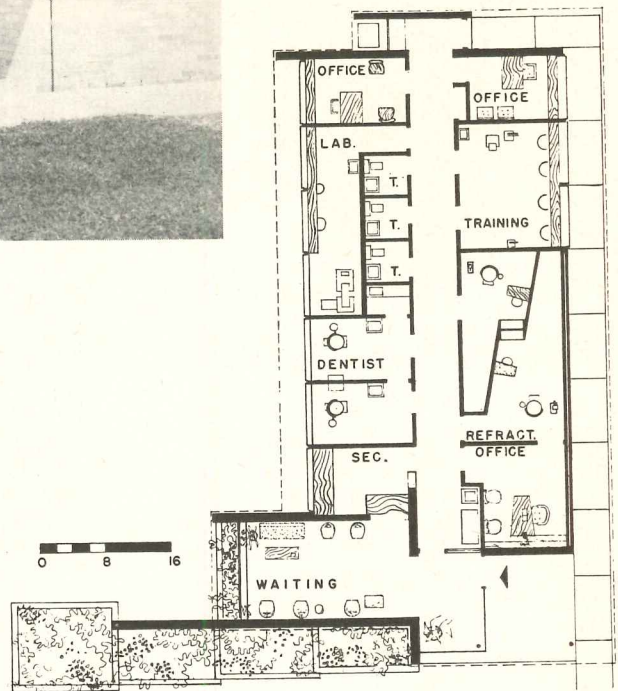 OFFICE
OFFICE
LAB.
T.
T.
TRAINING
T.
DENTIST
REFRACT.
OFFICE
SEC.
WAITING
0 8 16